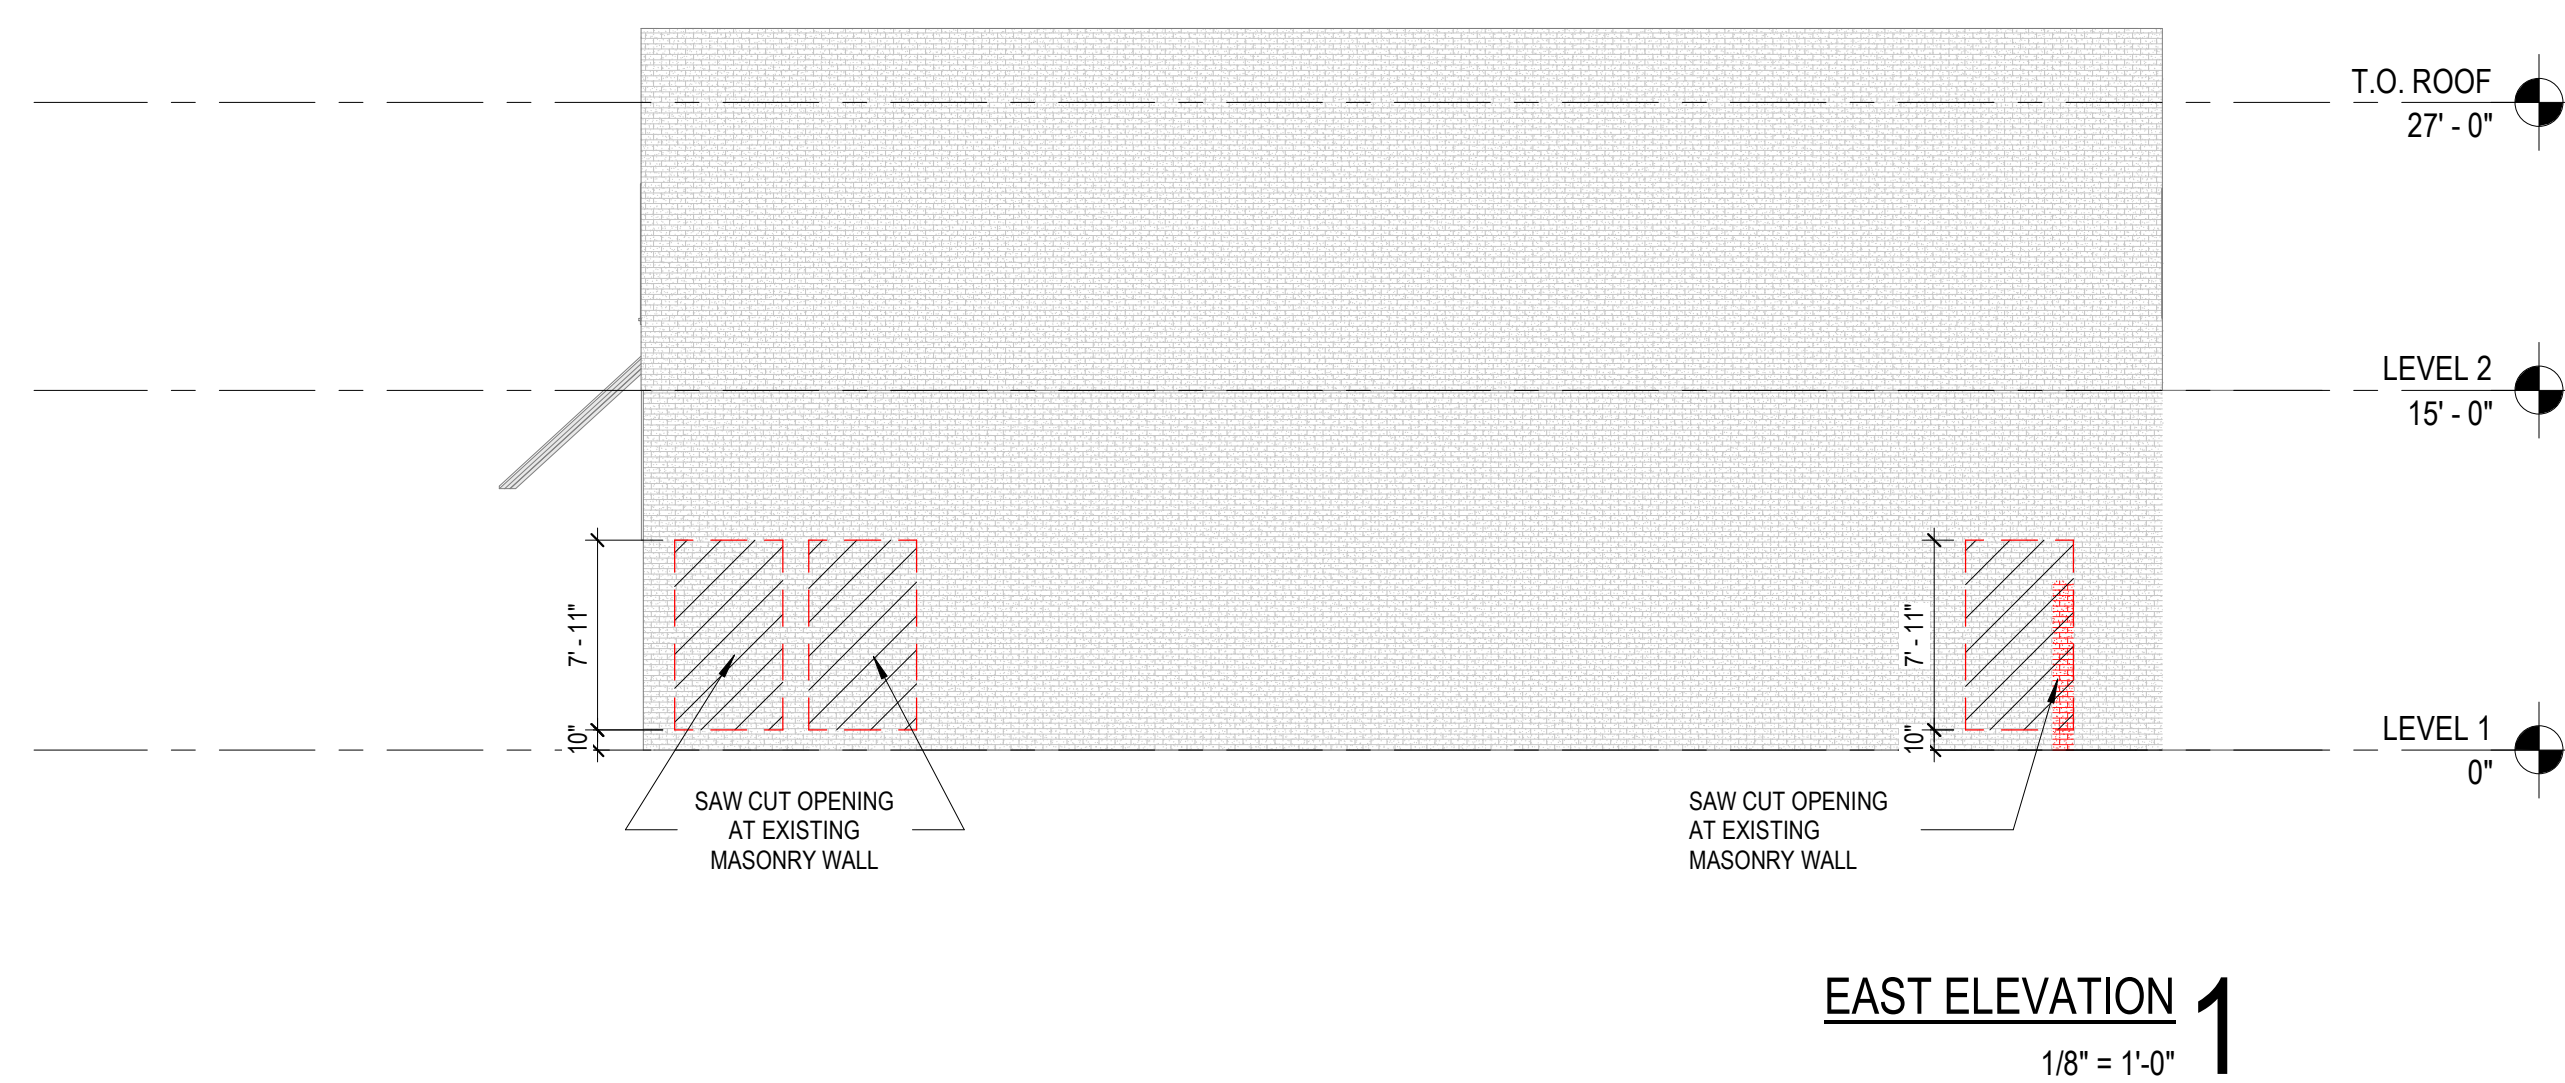 T.O. ROOF
27' - 0"
LEVEL 2
15' - 0"
7' - 11"
10"
7' - 11"
10"
LEVEL 1
0"
SAW CUT OPENING
AT EXISTING
MASONRY WALL
SAW CUT OPENING
AT EXISTING
MASONRY WALL
EAST ELEVATION 1
1/8" = 1'-0"